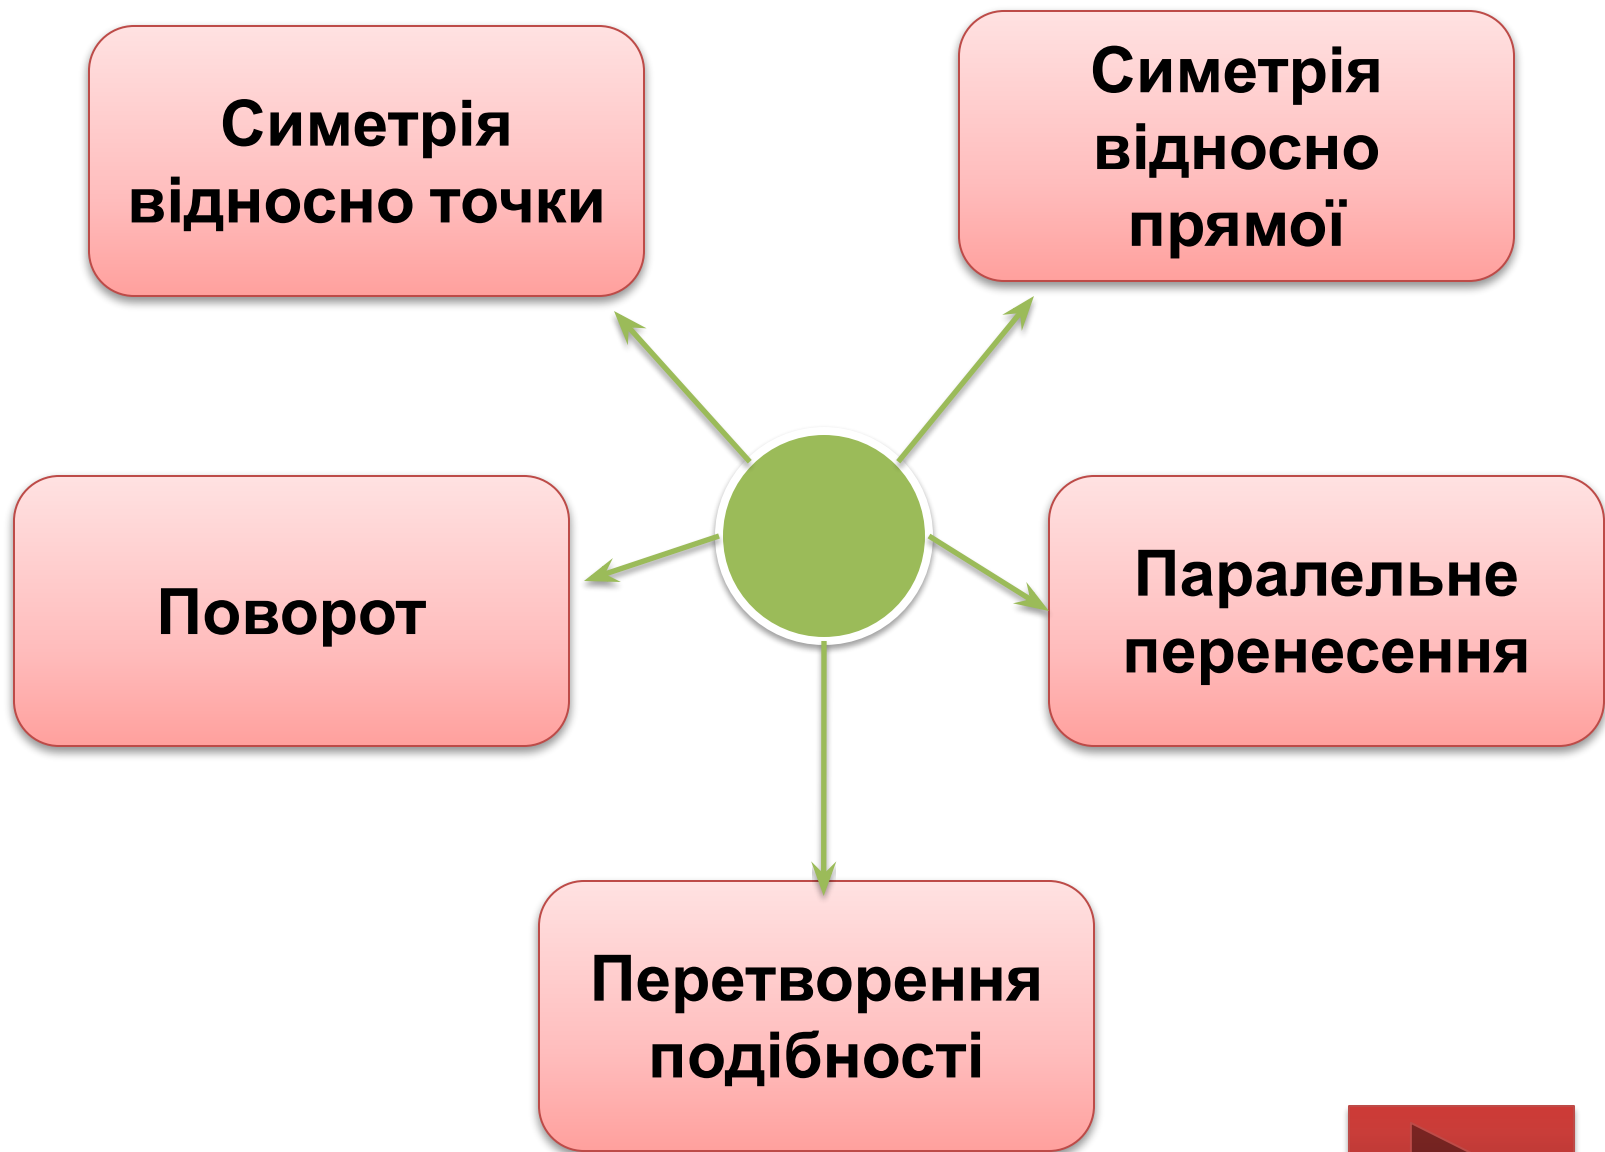 Симетрія
відносно точки
Симетрія
відносно
прямої
Поворот
Паралельне
перенесення
Перетворення
подібності